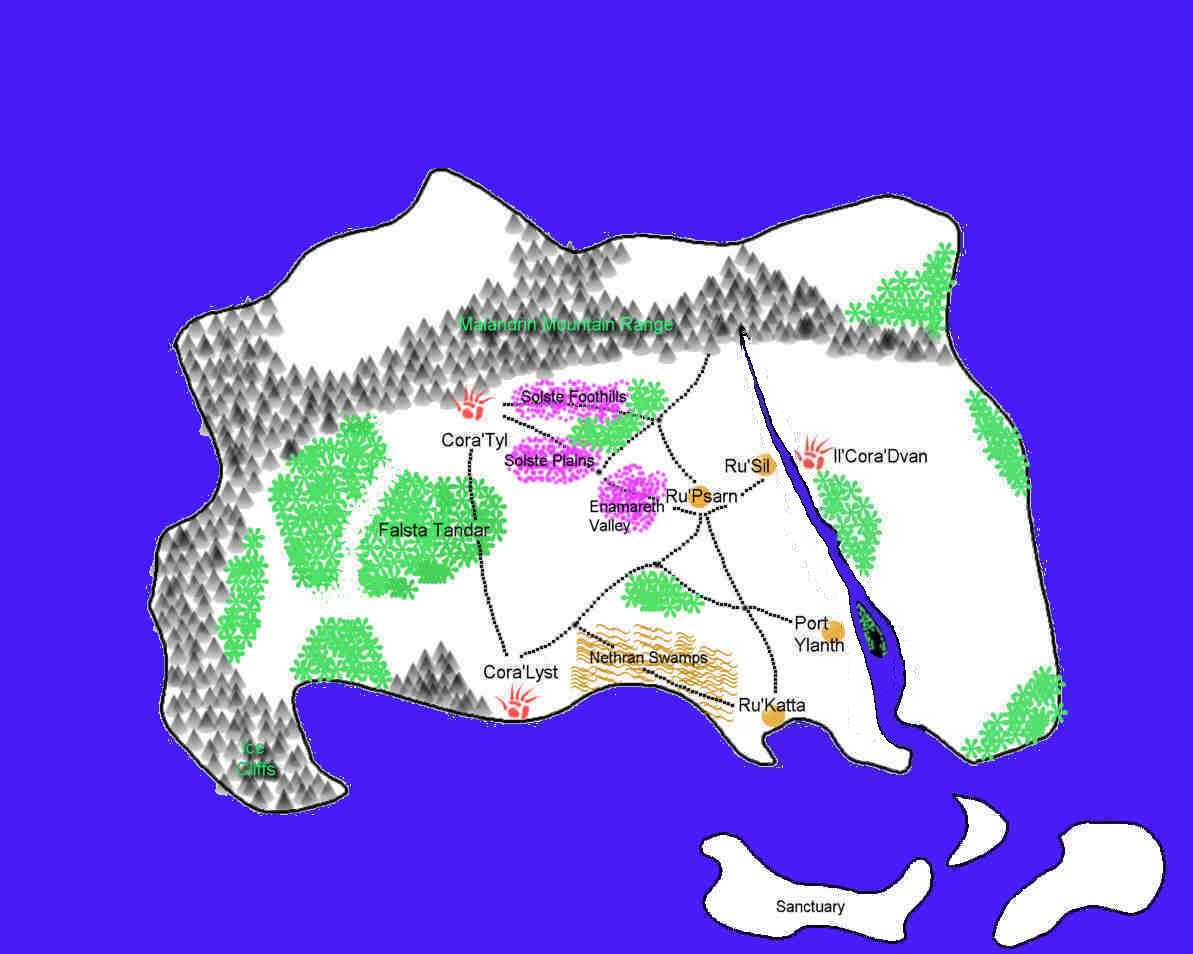 Malandrin Mountain Range
Solste Foothills
Cora'Tyl
Solste Plains
Il'Cora'Dvan
Ru'Sil
Ru'Psarn
Enamareth
Valley
Falsta Tandar
Port
Ylanth
Nethran Swamps
Cora'Lyst
Ru'Katta
Ice
Cliffs
Sanctuary